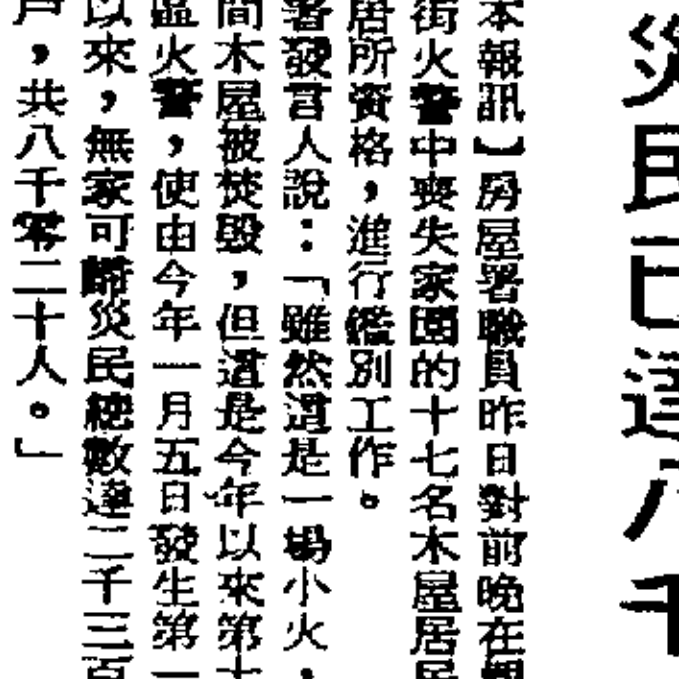 災民已達八千
本報訊】房屋署職員昨日對前晚在觀
街火警中喪失家園的十七名木屋居民
居所資格，進行鑑別工作。
署發言人說：「雖然這是一場小火，
間木屋被焚毀，但這是今年以來第十
區火警，使由今年一月五日發生第一
以來，無家可歸災民總數達二千三百
戶，共八千零二十人。」